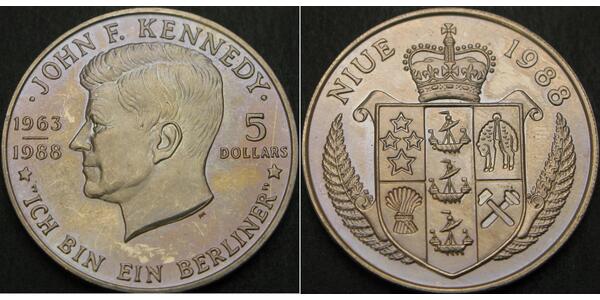 · JOHN F. KENNEDY ·
1963
1988
5
DOLLARS
"ICH BIN EIN BERLINER"
NIUE 1988